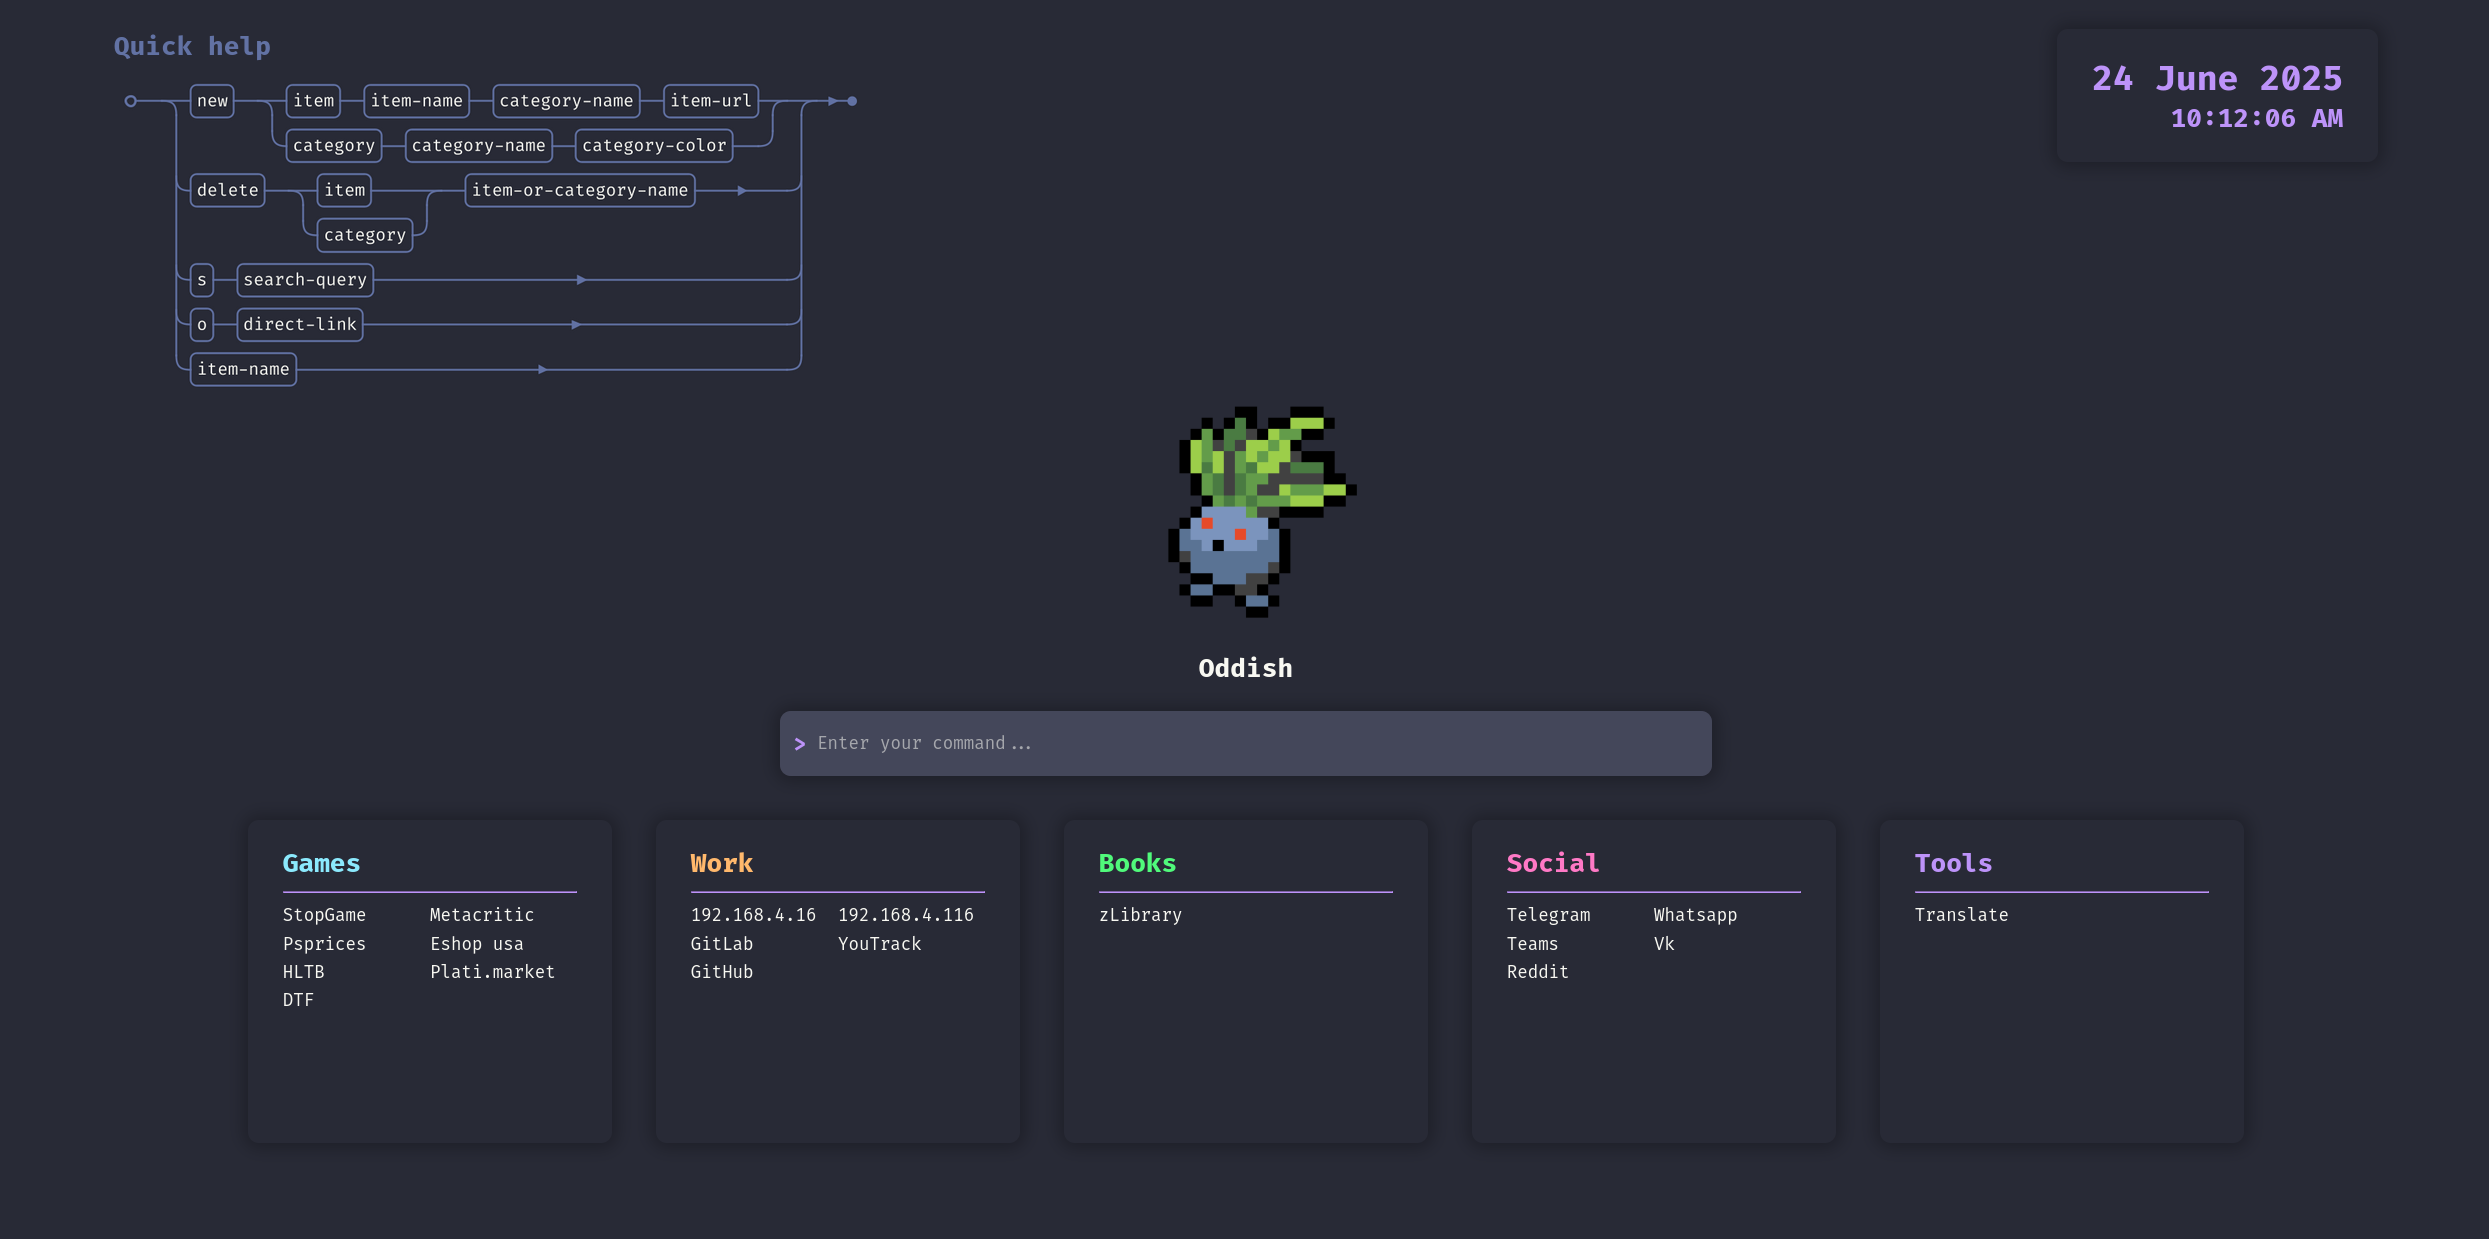 Quick help
new item item-name category-name item-url
category category-name category-color
delete item item-or-category-name
category
s search-query
o direct-link
item-name
24 June 2025
10:12:06 AM
Oddish
> Enter your command...
Games
StopGame Metacritic
Psprices Eshop usa
HLTB Plati.market
DTF
Work
192.168.4.16 192.168.4.116
GitLab YouTrack
GitHub
Books
zLibrary
Social
Telegram Whatsapp
Teams Vk
Reddit
Tools
Translate